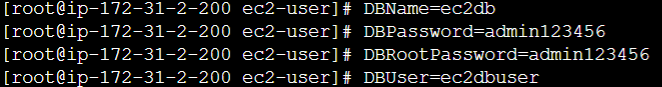 [root@ip-172-31-2-200 ec2-user]# DBName=ec2db
[root@ip-172-31-2-200 ec2-user]# DBPassword=admin123456
[root@ip-172-31-2-200 ec2-user]# DBRootPassword=admin123456
[root@ip-172-31-2-200 ec2-user]# DBUser=ec2dbuser